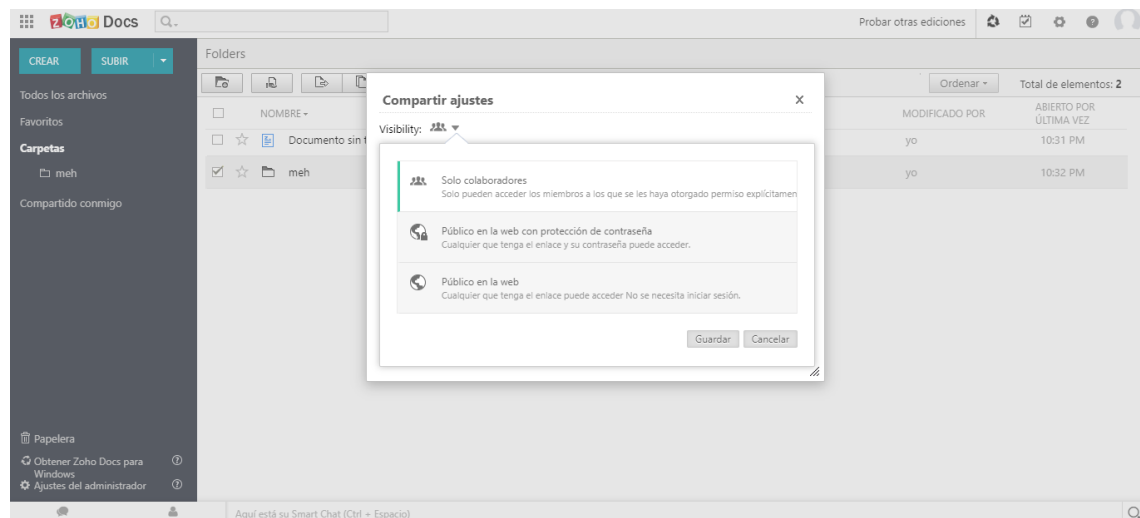 ZOHO Docs
Probar otras ediciones
CREAR
SUBIR
Folders
Todos los archivos
Favoritos
Carpetas
meh
Compartido conmigo
Ordenar
Total de elementos: 2
NOMBRE
MODIFICADO POR
ABIERTO POR
ÚLTIMA VEZ
Documento sin t
yo
10:31 PM
meh
yo
10:32 PM
Compartir ajustes
X
Visibility:
Solo colaboradores
Solo pueden acceder los miembros a los que se les haya otorgado permiso explícitamen
Público en la web con protección de contraseña
Cualquier que tenga el enlace y su contraseña puede acceder.
Público en la web
Cualquier que tenga el enlace puede acceder No se necesita iniciar sesión.
Guardar
Cancelar
Papelera
Obtener Zoho Docs para
Windows
Ajustes del administrador
Aquí está su Smart Chat (Ctrl + Espacio)